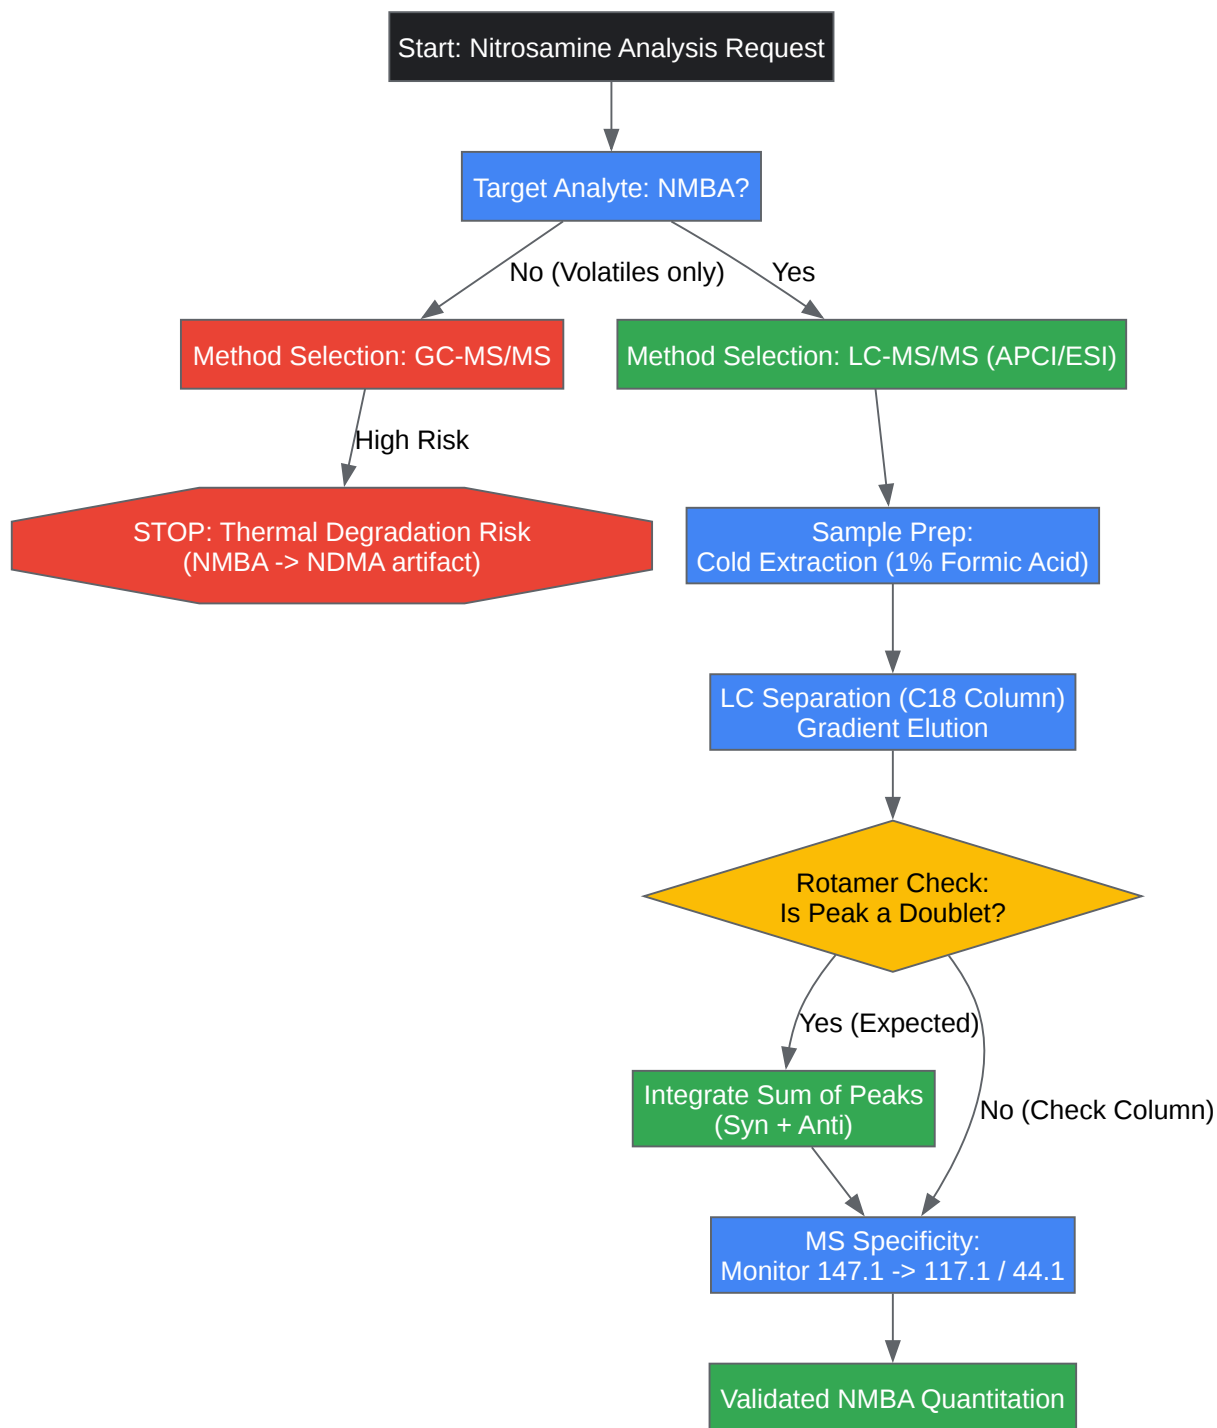 Start: Nitrosamine Analysis Request
Target Analyte: NMBA?
No (Volatiles only)
Yes
Method Selection: GC-MS/MS
Method Selection: LC-MS/MS (APCI/ESI)
High Risk
STOP: Thermal Degradation Risk
(NMBA -> NDMA artifact)
Sample Prep:
Cold Extraction (1% Formic Acid)
LC Separation (C18 Column)
Gradient Elution
Rotamer Check:
Is Peak a Doublet?
Yes (Expected)
Integrate Sum of Peaks
(Syn + Anti)
No (Check Column)
MS Specificity:
Monitor 147.1 -> 117.1 / 44.1
Validated NMBA Quantitation